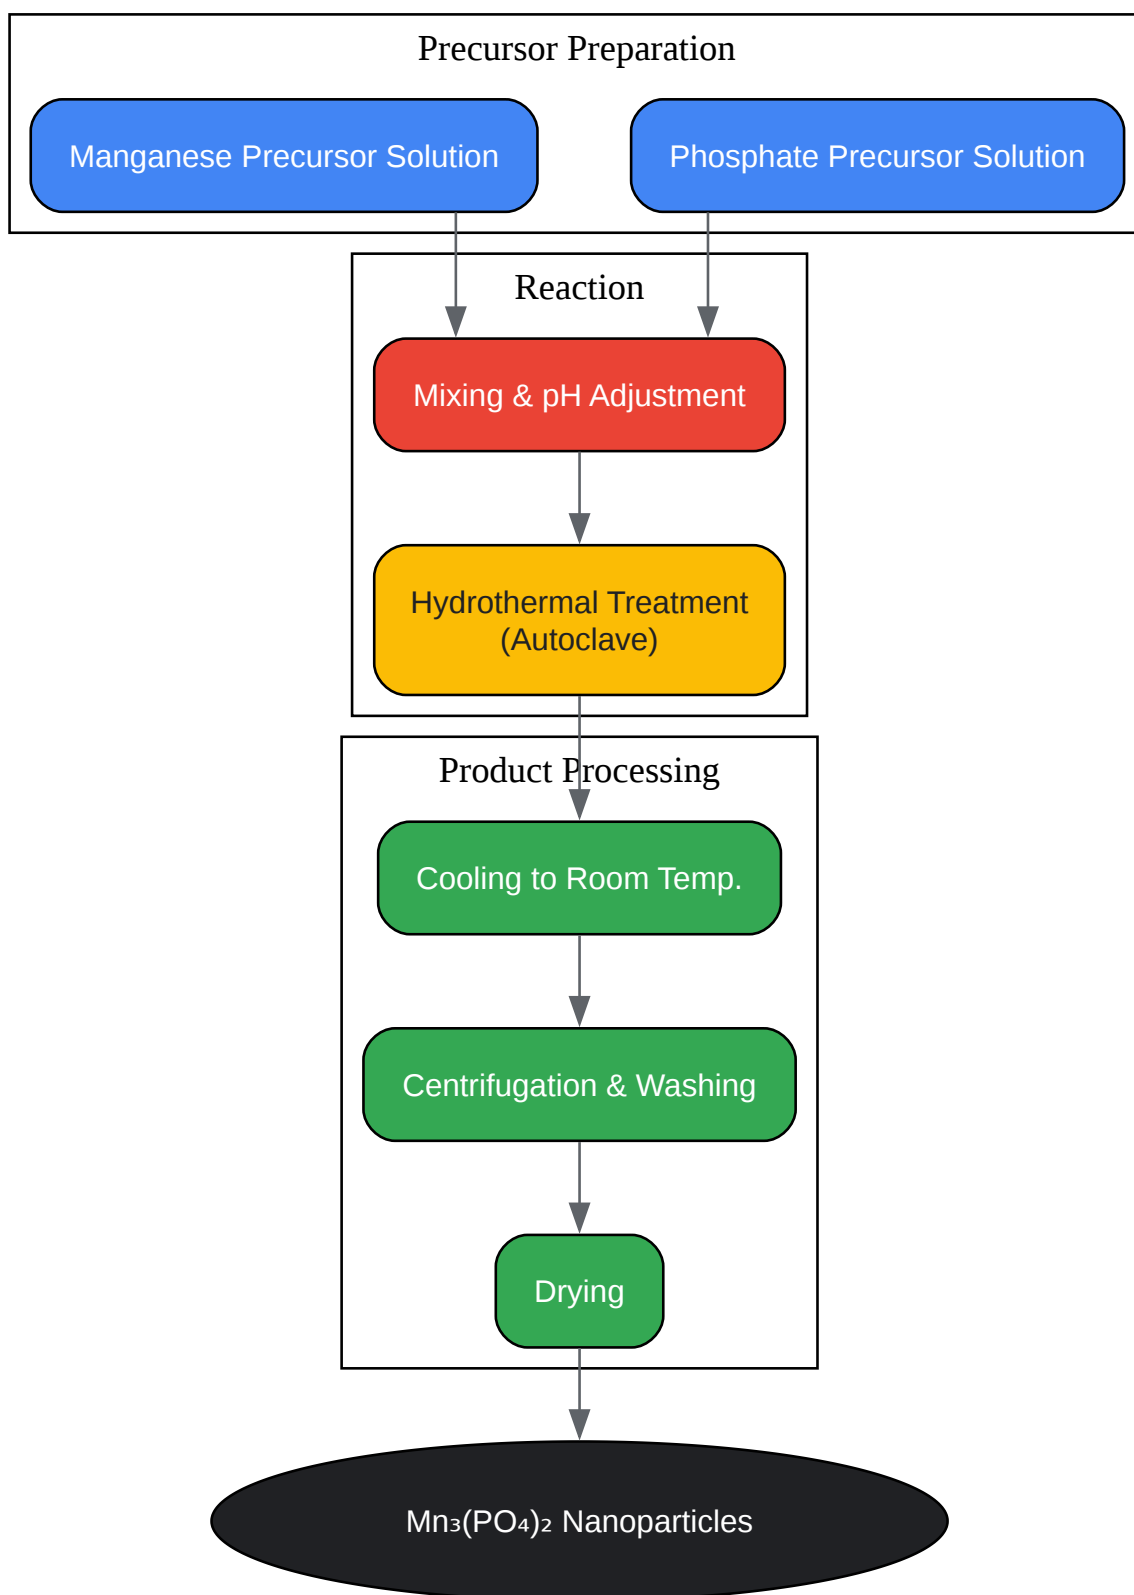 Precursor Preparation
Manganese Precursor Solution
Phosphate Precursor Solution
Reaction
Mixing & pH Adjustment
Hydrothermal Treatment
(Autoclave)
Product Processing
Cooling to Room Temp.
Centrifugation & Washing
Drying
Mn₃(PO₄)₂ Nanoparticles